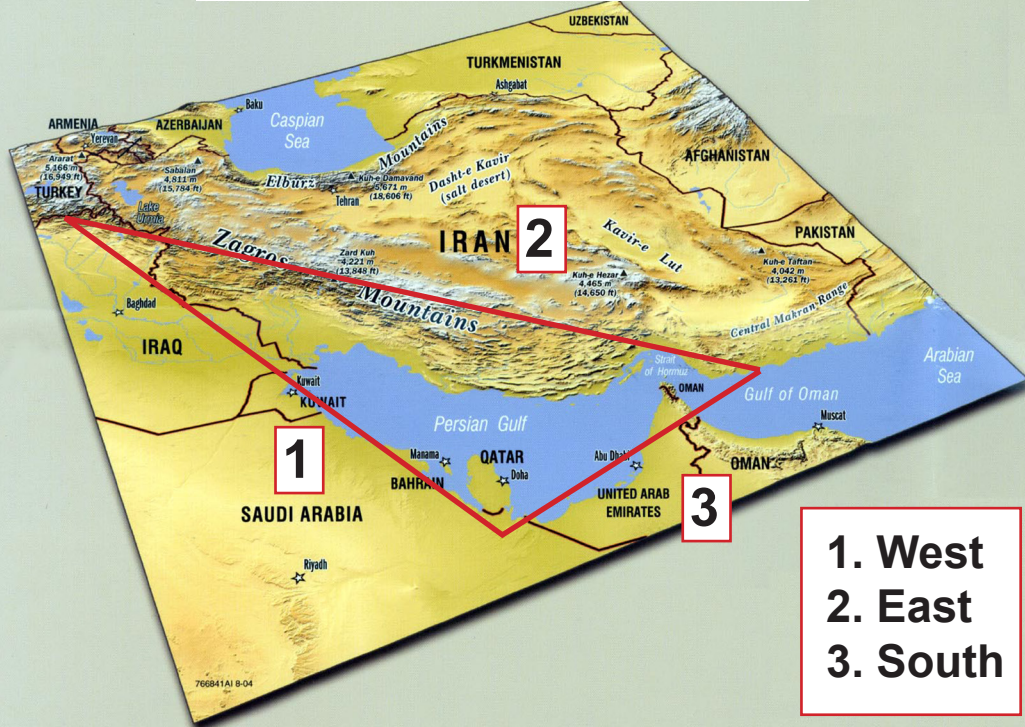 UZBEKISTAN
TURKMENISTAN
Ashgabat
Baku
Caspian
Sea
ARMENIA
Yerevan
AZERBAIJAN
Ararat
5,166 m
(16,949 ft)
TURKEY
Sabalan
4,811 m
(15,784 ft)
Lake
Urmia
Elburz Mountains
Kuh-e Damavand
5,671 m
(18,606 ft)
Tehran
Dasht-e Kavir
(salt desert)
AFGHANISTAN
IRAN
2
Kavir-e Lut
PAKISTAN
Zagros Mountains
Zard Kuh
4,221 m
(13,848 ft)
Kuh-e Hezar
4,465 m
(14,650 ft)
Kuh-e Taftan
4,042 m
(13,261 ft)
Central Makran Range
Baghdad
IRAQ
Strait
of Hormuz
OMAN
Gulf of Oman
Arabian
Sea
Kuwait
KUWAIT
Persian Gulf
Muscat
1
Manama
BAHRAIN
QATAR
Doha
Abu Dhabi
OMAN
UNITED ARAB
EMIRATES
3
SAUDI ARABIA
Riyadh
766841AI 8-04
1. West
2. East
3. South